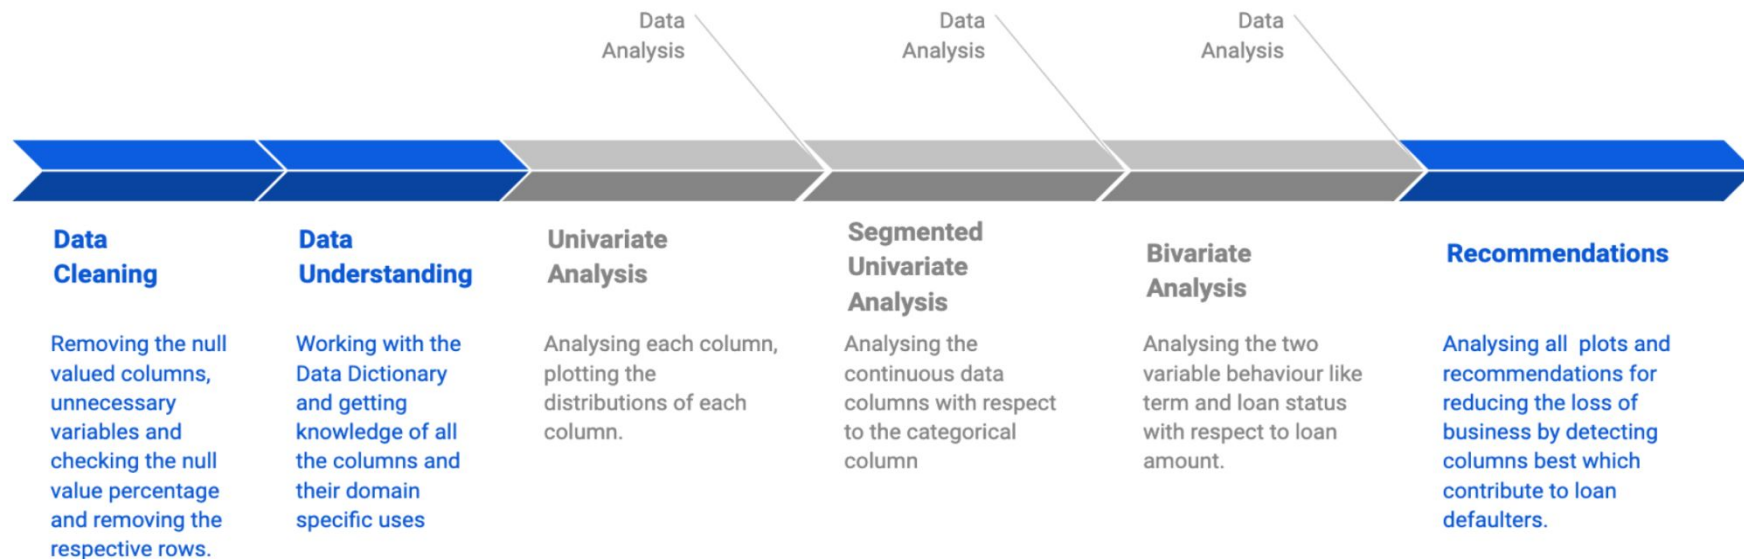 Data
Analysis
Data
Analysis
Data
Analysis
Data
Cleaning
Removing the null
valued columns,
unnecessary
variables and
checking the null
value percentage
and removing the
respective rows.
Data
Understanding
Working with the
Data Dictionary
and getting
knowledge of all
the columns and
their domain
specific uses
Univariate
Analysis
Analysing each column,
plotting the
distributions of each
column.
Segmented
Univariate
Analysis
Analysing the
continuous data
columns with respect
to the categorical
column
Bivariate
Analysis
Analysing the two
variable behaviour like
term and loan status
with respect to loan
amount.
Recommendations
Analysing all  plots and
recommendations for
reducing the loss of
business by detecting
columns best which
contribute to loan
defaulters.